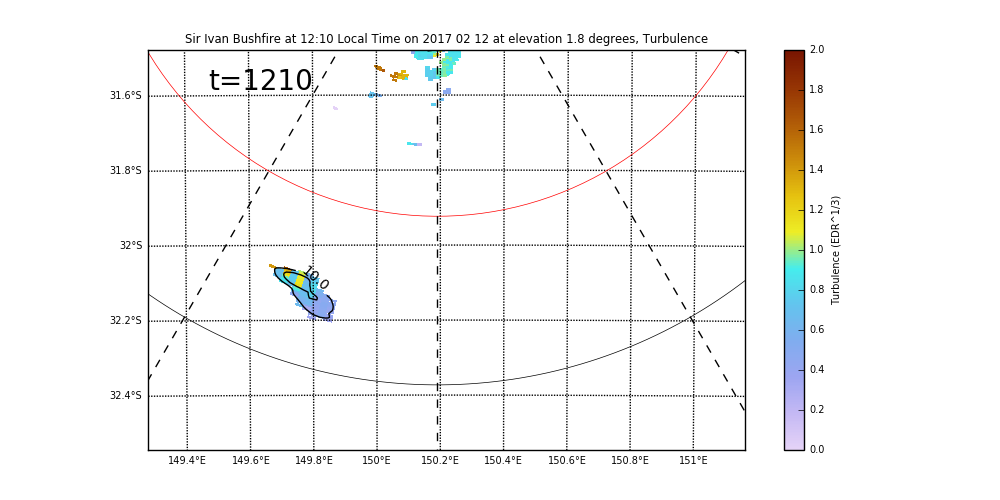 Sir Ivan Bushfire at 12:10 Local Time on 2017 02 12 at elevation 1.8 degrees, Turbulence
t=1210
31.6°S
31.8°S
32°S
32.2°S
32.4°S
10.0
149.4°E 149.6°E 149.8°E 150°E 150.2°E 150.4°E 150.6°E 150.8°E 151°E
2.0
1.8
1.6
1.4
1.2
1.0
0.8
0.6
0.4
0.2
0.0
Turbulence (EDR^1/3)